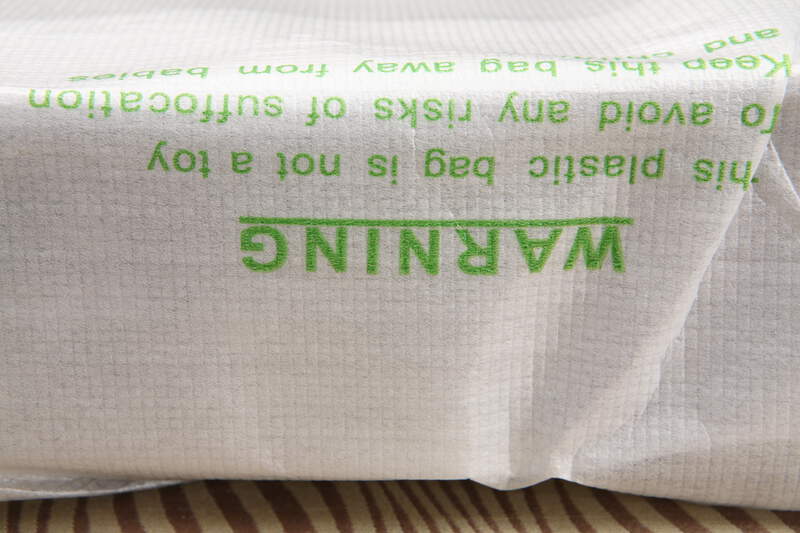 WARNING
his plastic bag is not a toy
To avoid any risks of suffocation
Keep this bag away from babies
and